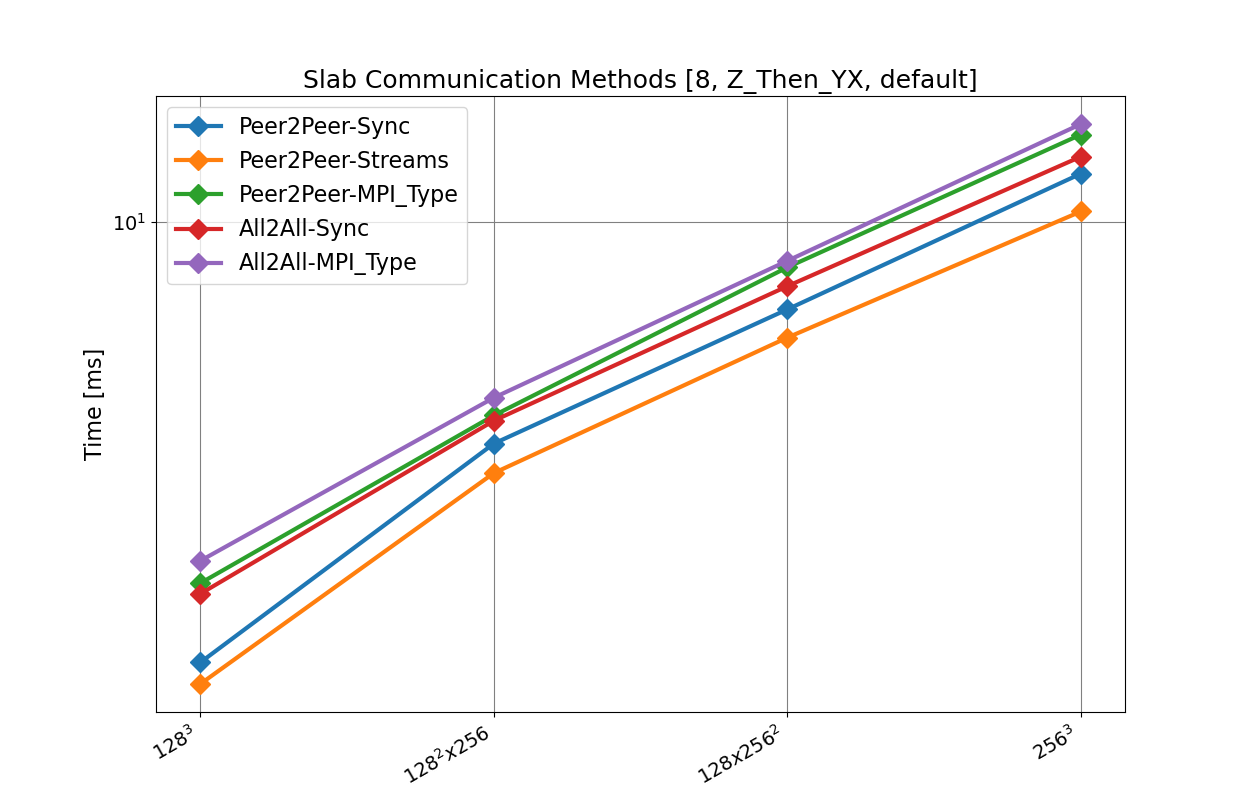 Slab Communication Methods [8, Z_Then_YX, default]
Peer2Peer-Sync
Peer2Peer-Streams
Peer2Peer-MPI_Type
All2All-Sync
All2All-MPI_Type
10¹
Time [ms]
128³
128²x256
128x256²
256³